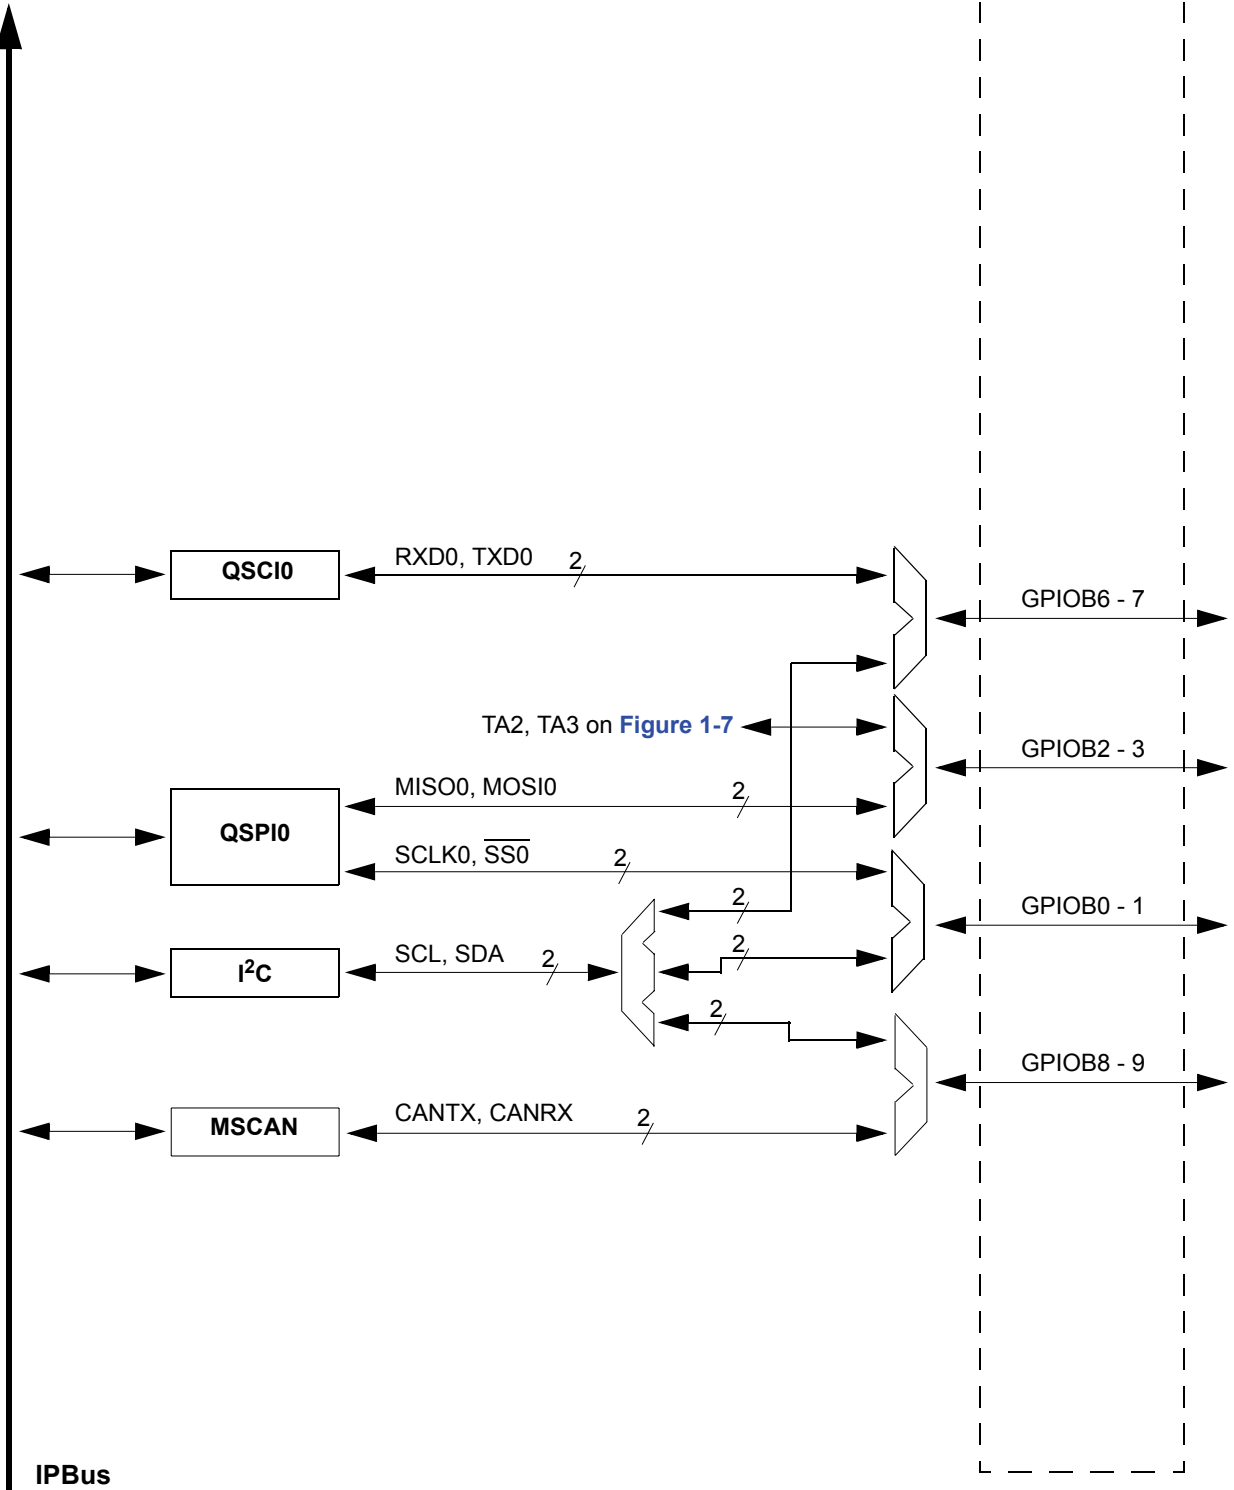 RXD0, TXD0
2
QSCI0
GPIOB6 - 7
TA2, TA3 on Figure 1-7
GPIOB2 - 3
MISO0, MOSI0
2
QSPI0
SCLK0, S̅S̅0̅
2
2
GPIOB0 - 1
SCL, SDA
2
2
I²C
2
GPIOB8 - 9
CANTX, CANRX
2
MSCAN
IPBus